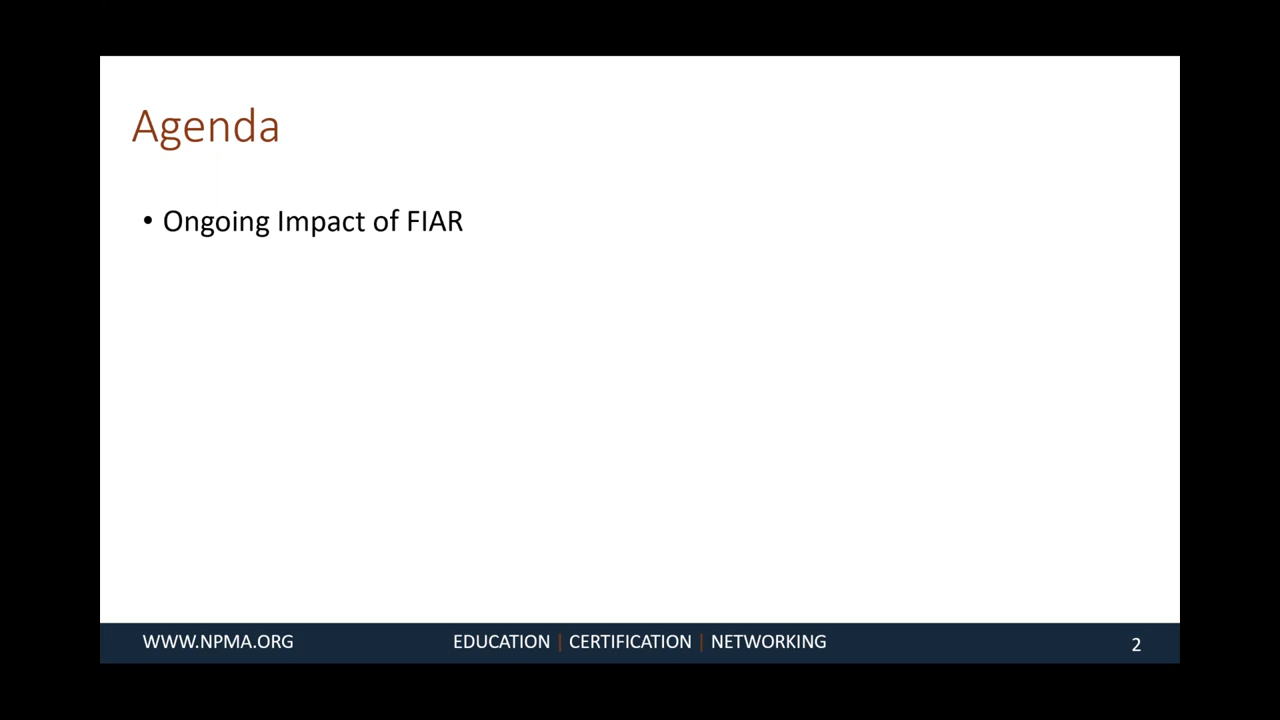 Agenda
• Ongoing Impact of FIAR
WWW.NPMA.ORG EDUCATION | CERTIFICATION | NETWORKING 2